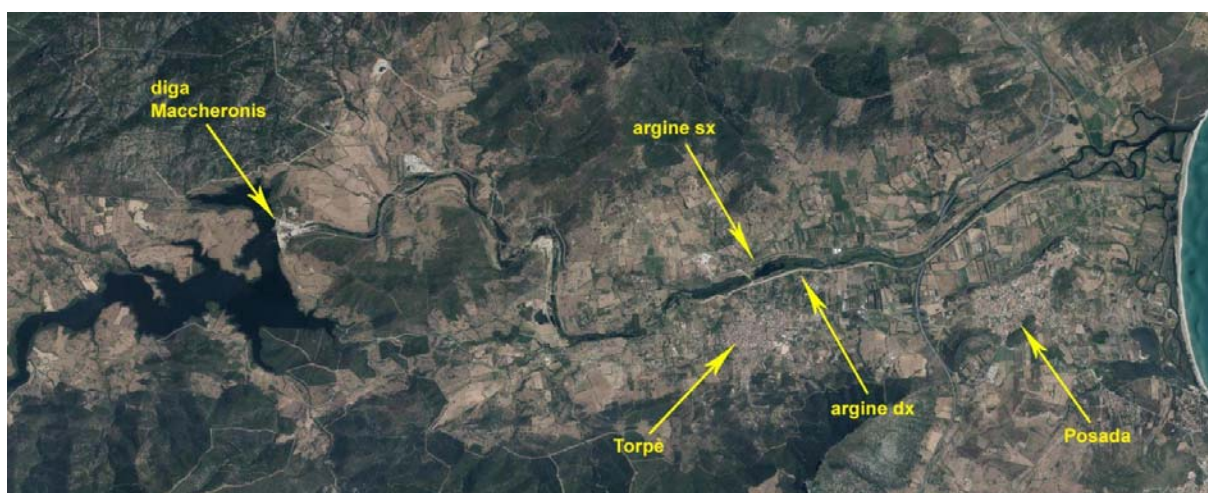 diga
Maccheronis
argine sx
argine dx
Torpè
Posada